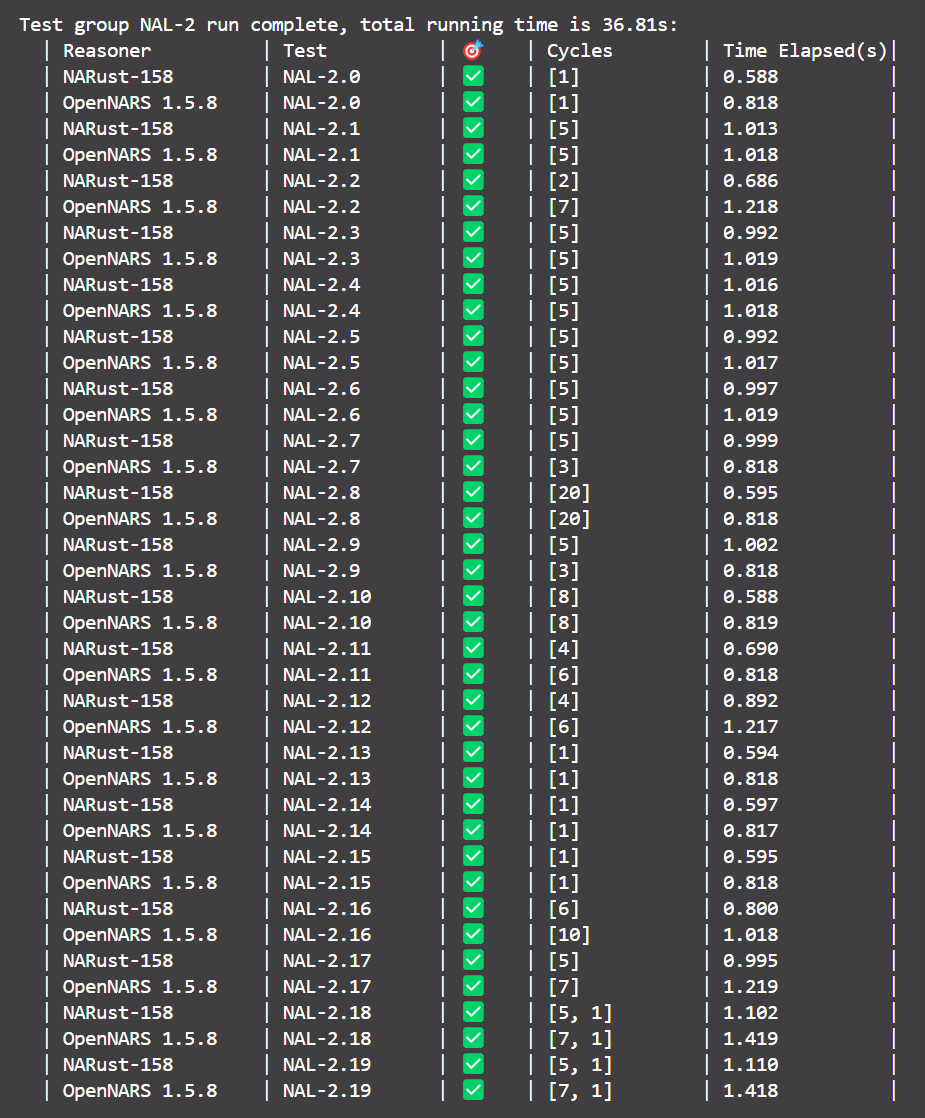 Test group NAL-2 run complete, total running time is 36.81s:
| Reasoner | Test | 🎯 | Cycles | Time Elapsed(s)|
| NARust-158 | NAL-2.0 | ✅ | [1] | 0.588 |
| OpenNARS 1.5.8 | NAL-2.0 | ✅ | [1] | 0.818 |
| NARust-158 | NAL-2.1 | ✅ | [5] | 1.013 |
| OpenNARS 1.5.8 | NAL-2.1 | ✅ | [5] | 1.018 |
| NARust-158 | NAL-2.2 | ✅ | [2] | 0.686 |
| OpenNARS 1.5.8 | NAL-2.2 | ✅ | [7] | 1.218 |
| NARust-158 | NAL-2.3 | ✅ | [5] | 0.992 |
| OpenNARS 1.5.8 | NAL-2.3 | ✅ | [5] | 1.019 |
| NARust-158 | NAL-2.4 | ✅ | [5] | 1.016 |
| OpenNARS 1.5.8 | NAL-2.4 | ✅ | [5] | 1.018 |
| NARust-158 | NAL-2.5 | ✅ | [5] | 0.992 |
| OpenNARS 1.5.8 | NAL-2.5 | ✅ | [5] | 1.017 |
| NARust-158 | NAL-2.6 | ✅ | [5] | 0.997 |
| OpenNARS 1.5.8 | NAL-2.6 | ✅ | [5] | 1.019 |
| NARust-158 | NAL-2.7 | ✅ | [5] | 0.999 |
| OpenNARS 1.5.8 | NAL-2.7 | ✅ | [3] | 0.818 |
| NARust-158 | NAL-2.8 | ✅ | [20] | 0.595 |
| OpenNARS 1.5.8 | NAL-2.8 | ✅ | [20] | 0.818 |
| NARust-158 | NAL-2.9 | ✅ | [5] | 1.002 |
| OpenNARS 1.5.8 | NAL-2.9 | ✅ | [3] | 0.818 |
| NARust-158 | NAL-2.10 | ✅ | [8] | 0.588 |
| OpenNARS 1.5.8 | NAL-2.10 | ✅ | [8] | 0.819 |
| NARust-158 | NAL-2.11 | ✅ | [4] | 0.690 |
| OpenNARS 1.5.8 | NAL-2.11 | ✅ | [6] | 0.818 |
| NARust-158 | NAL-2.12 | ✅ | [4] | 0.892 |
| OpenNARS 1.5.8 | NAL-2.12 | ✅ | [6] | 1.217 |
| NARust-158 | NAL-2.13 | ✅ | [1] | 0.594 |
| OpenNARS 1.5.8 | NAL-2.13 | ✅ | [1] | 0.818 |
| NARust-158 | NAL-2.14 | ✅ | [1] | 0.597 |
| OpenNARS 1.5.8 | NAL-2.14 | ✅ | [1] | 0.817 |
| NARust-158 | NAL-2.15 | ✅ | [1] | 0.595 |
| OpenNARS 1.5.8 | NAL-2.15 | ✅ | [1] | 0.818 |
| NARust-158 | NAL-2.16 | ✅ | [6] | 0.800 |
| OpenNARS 1.5.8 | NAL-2.16 | ✅ | [10] | 1.018 |
| NARust-158 | NAL-2.17 | ✅ | [5] | 0.995 |
| OpenNARS 1.5.8 | NAL-2.17 | ✅ | [7] | 1.219 |
| NARust-158 | NAL-2.18 | ✅ | [5, 1] | 1.102 |
| OpenNARS 1.5.8 | NAL-2.18 | ✅ | [7, 1] | 1.419 |
| NARust-158 | NAL-2.19 | ✅ | [5, 1] | 1.110 |
| OpenNARS 1.5.8 | NAL-2.19 | ✅ | [7, 1] | 1.418 |